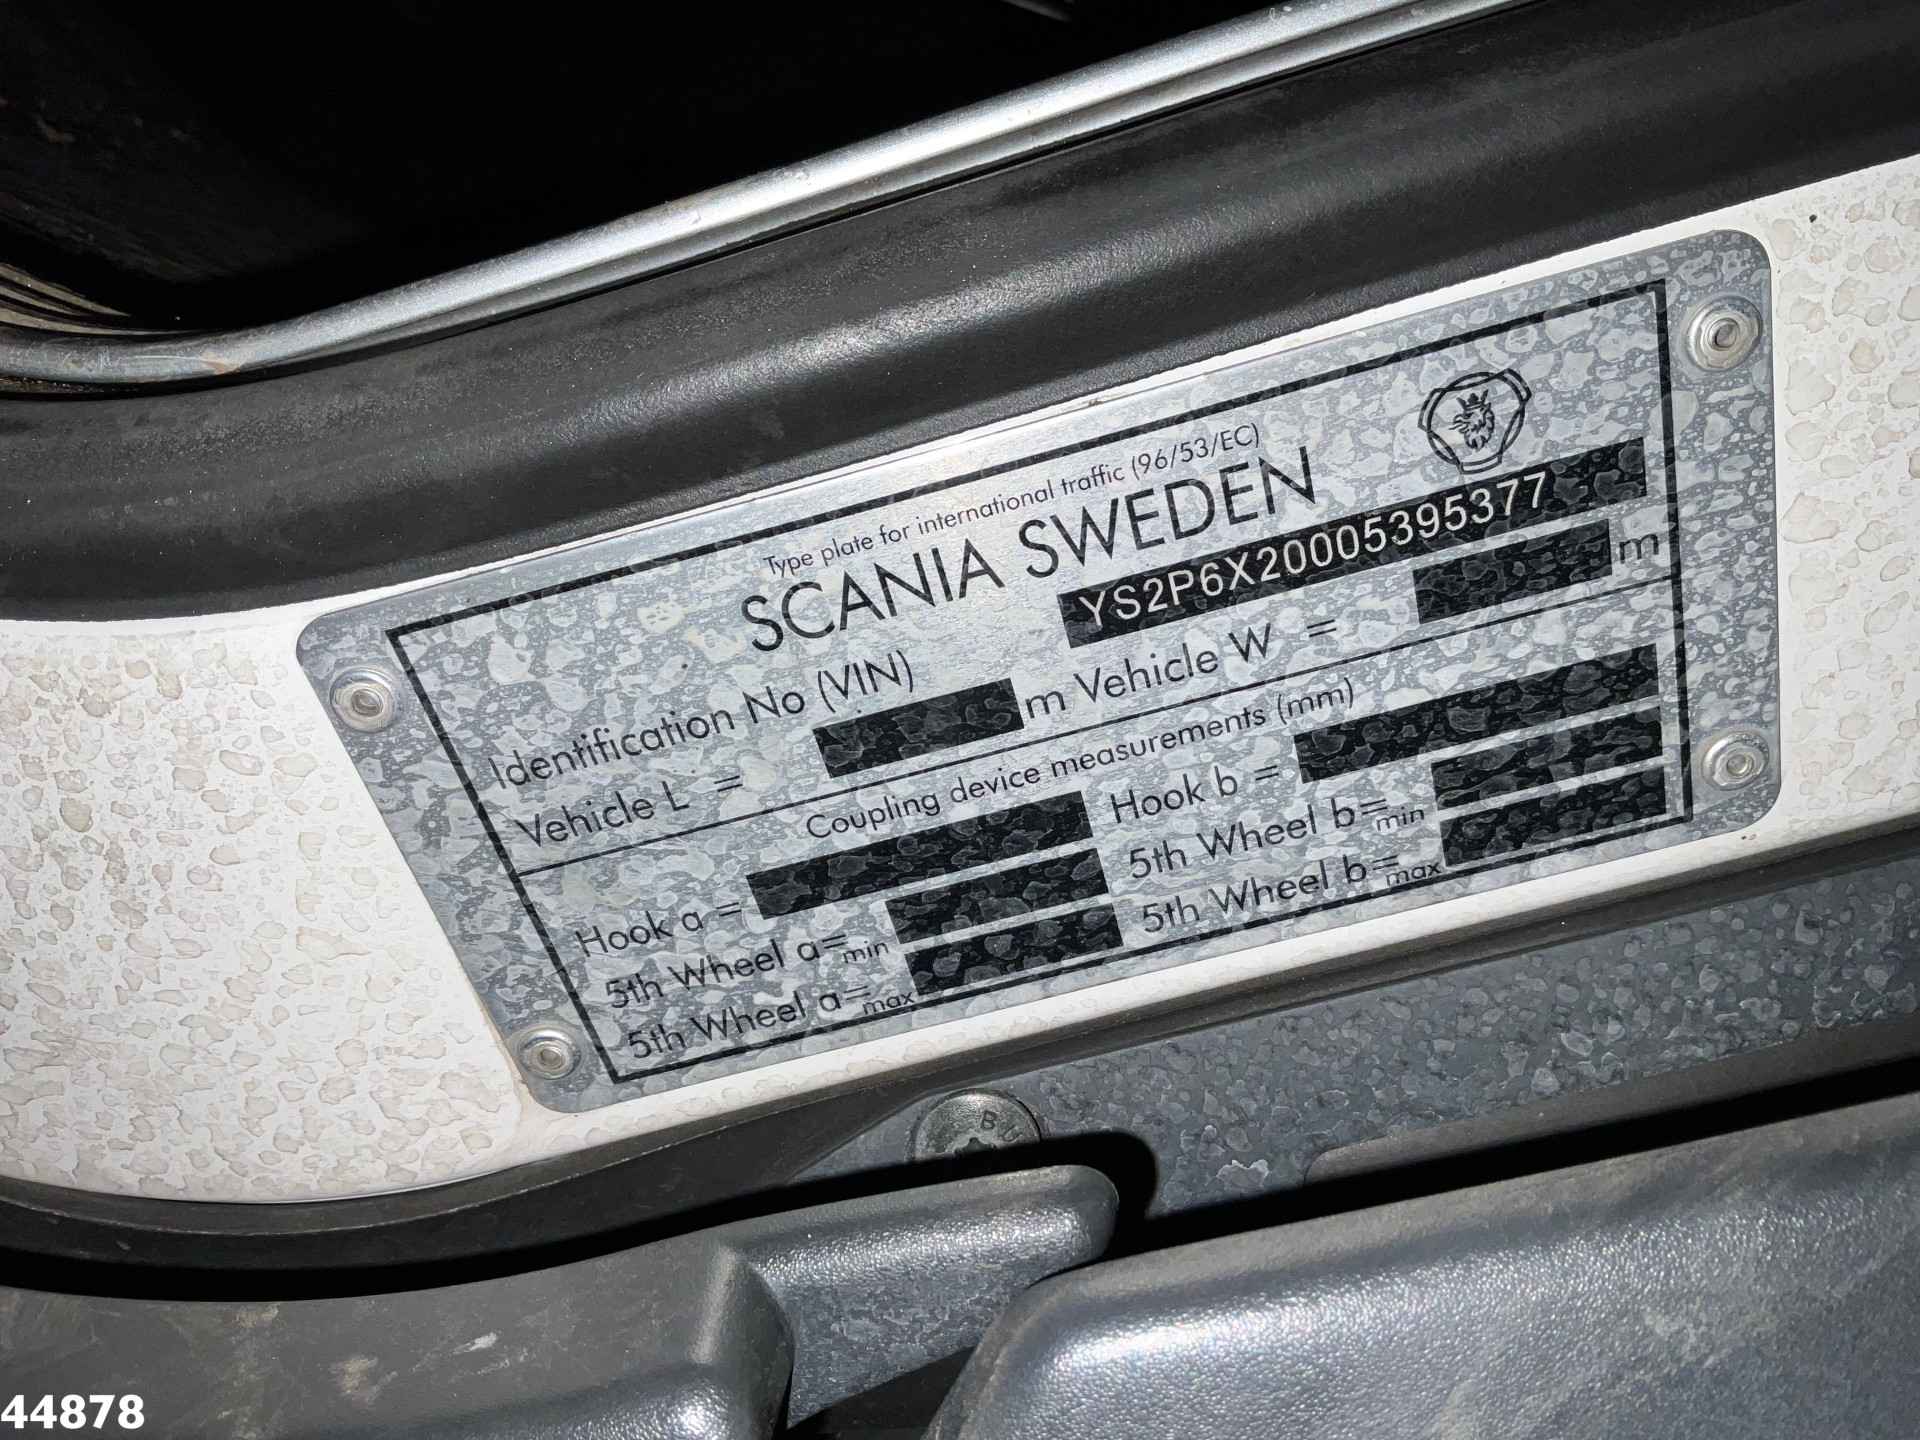 Type plate for international traffic (96/53/EC)
SCANIA SWEDEN
Identification No (VIN) YS2P6X20005395377
Vehicle L = m Vehicle W = m
Coupling device measurements (mm)
Hook a = Hook b =
5th Wheel a= min 5th Wheel b= min
5th Wheel a= max 5th Wheel b= max
44878